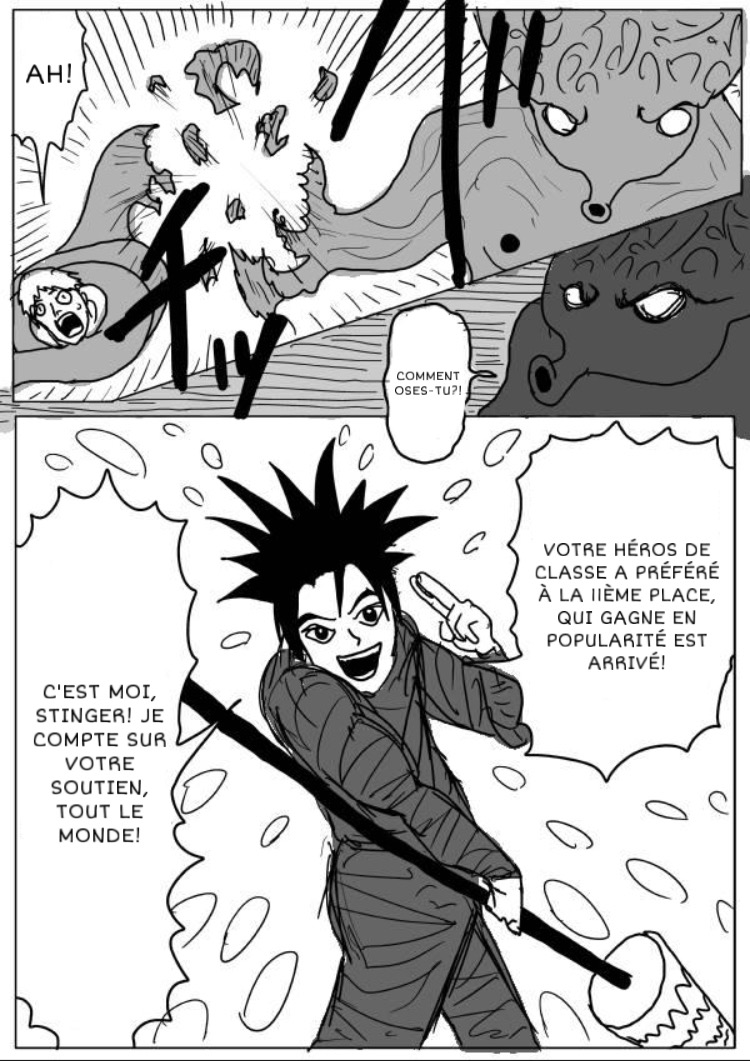 AH!
COMMENT
OSES-TU?!
VOTRE HÉROS DE
CLASSE A PRÉFÉRÉ
À LA 11ÈME PLACE,
QUI GAGNE EN
POPULARITÉ EST
ARRIVÉ!
C'EST MOI,
STINGER! JE
COMPTE SUR
VOTRE
SOUTIEN,
TOUT LE
MONDE!